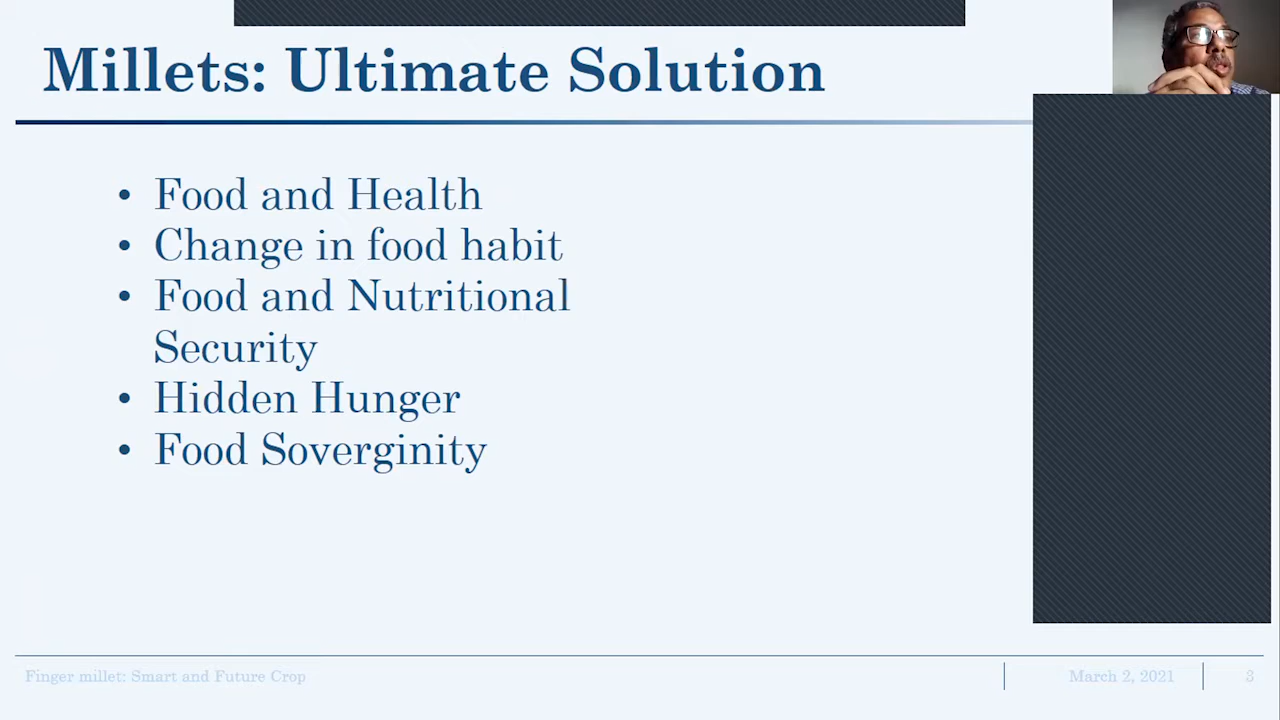 Millets: Ultimate Solution
• Food and Health
• Change in food habit
• Food and Nutritional
Security
• Hidden Hunger
• Food Soverginity
Finger millet: Smart and Future Crop
March 2, 2021
3